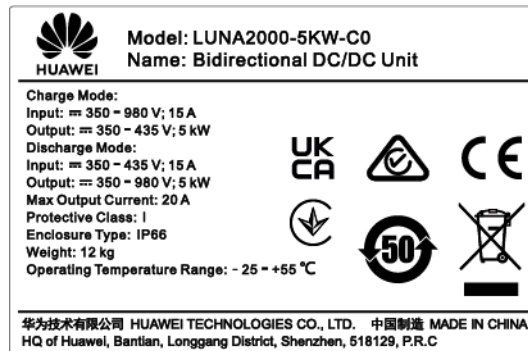 HUAWEI
Model: LUNA2000-5KW-C0
Name: Bidirectional DC/DC Unit
Charge Mode:
Input: ⎓ 350 - 980 V; 15 A
Output: ⎓ 350 - 435 V; 5 kW
Discharge Mode:
Input: ⎓ 350 - 435 V; 15 A
Output: ⎓ 350 - 980 V; 5 kW
Max Output Current: 20 A
Protective Class: I
Enclosure Type: IP66
Weight: 12 kg
Operating Temperature Range: - 25 - +55 ℃
UK
CA
CE
50
华为技术有限公司 HUAWEI TECHNOLOGIES CO., LTD. 中国制造 MADE IN CHINA
HQ of Huawei, Bantian, Longgang District, Shenzhen, 518129, P.R.C